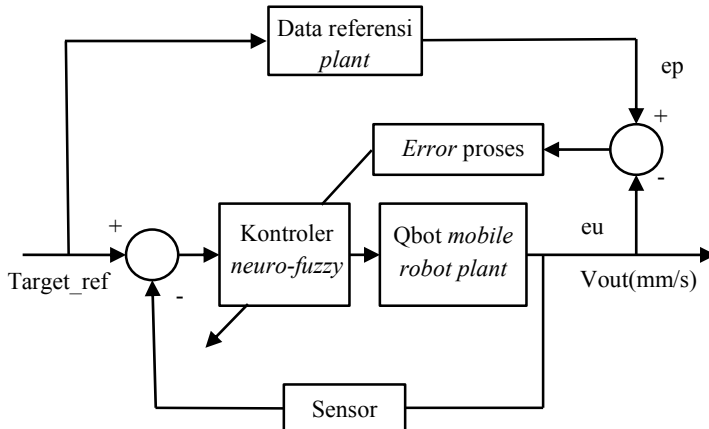 Data referensi
plant
ep
+
Error proses
-
+
Kontroler
neuro-fuzzy
Qbot mobile
robot plant
eu
Target_ref
-
Vout(mm/s)
Sensor